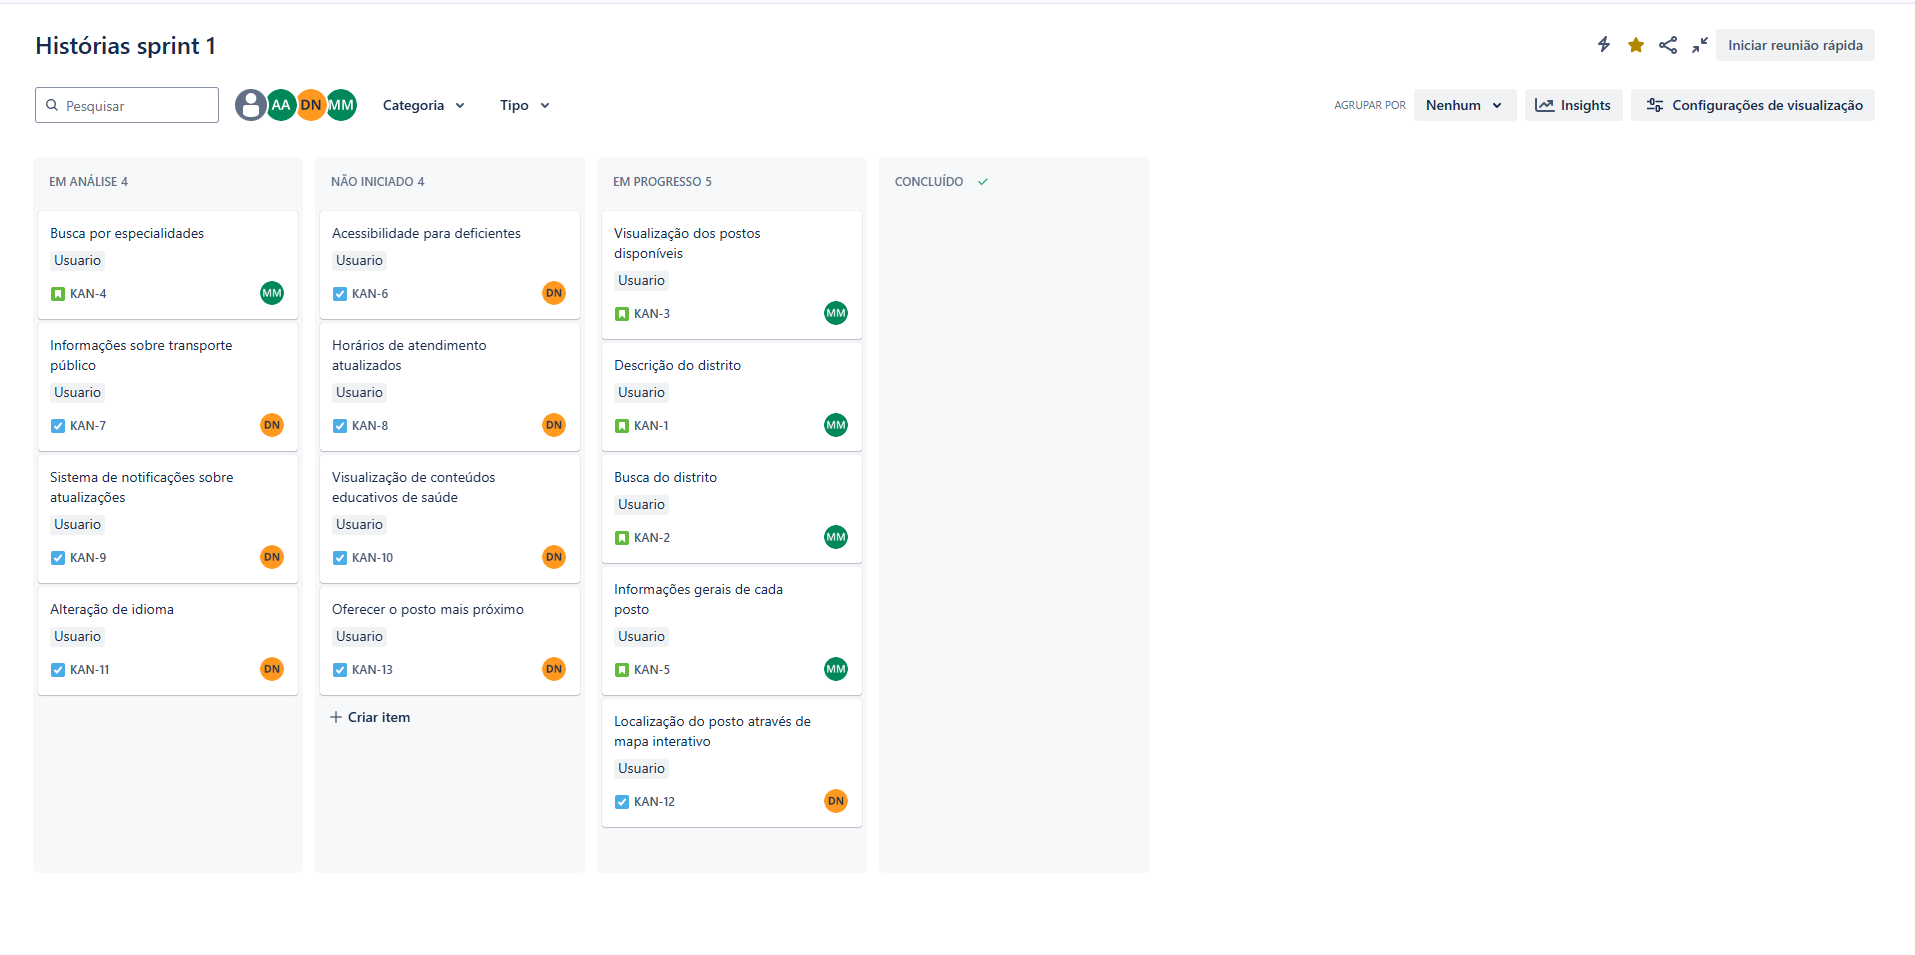 Histórias sprint 1
Iniciar reunião rápida
Pesquisar
AA
DN
MM
Categoria
Tipo
AGRUPAR POR
Nenhum
Insights
Configurações de visualização
EM ANÁLISE 4
Busca por especialidades
Usuario
KAN-4
MM
Informações sobre transporte
público
Usuario
KAN-7
DN
Sistema de notificações sobre
atualizações
Usuario
KAN-9
DN
Alteração de idioma
Usuario
KAN-11
DN
NÃO INICIADO 4
Acessibilidade para deficientes
Usuario
KAN-6
DN
Horários de atendimento
atualizados
Usuario
KAN-8
DN
Visualização de conteúdos
educativos de saúde
Usuario
KAN-10
DN
Oferecer o posto mais próximo
Usuario
KAN-13
DN
Criar item
EM PROGRESSO 5
Visualização dos postos
disponíveis
Usuario
KAN-3
MM
Descrição do distrito
Usuario
KAN-1
MM
Busca do distrito
Usuario
KAN-2
MM
Informações gerais de cada
posto
Usuario
KAN-5
MM
Localização do posto através de
mapa interativo
Usuario
KAN-12
DN
CONCLUÍDO